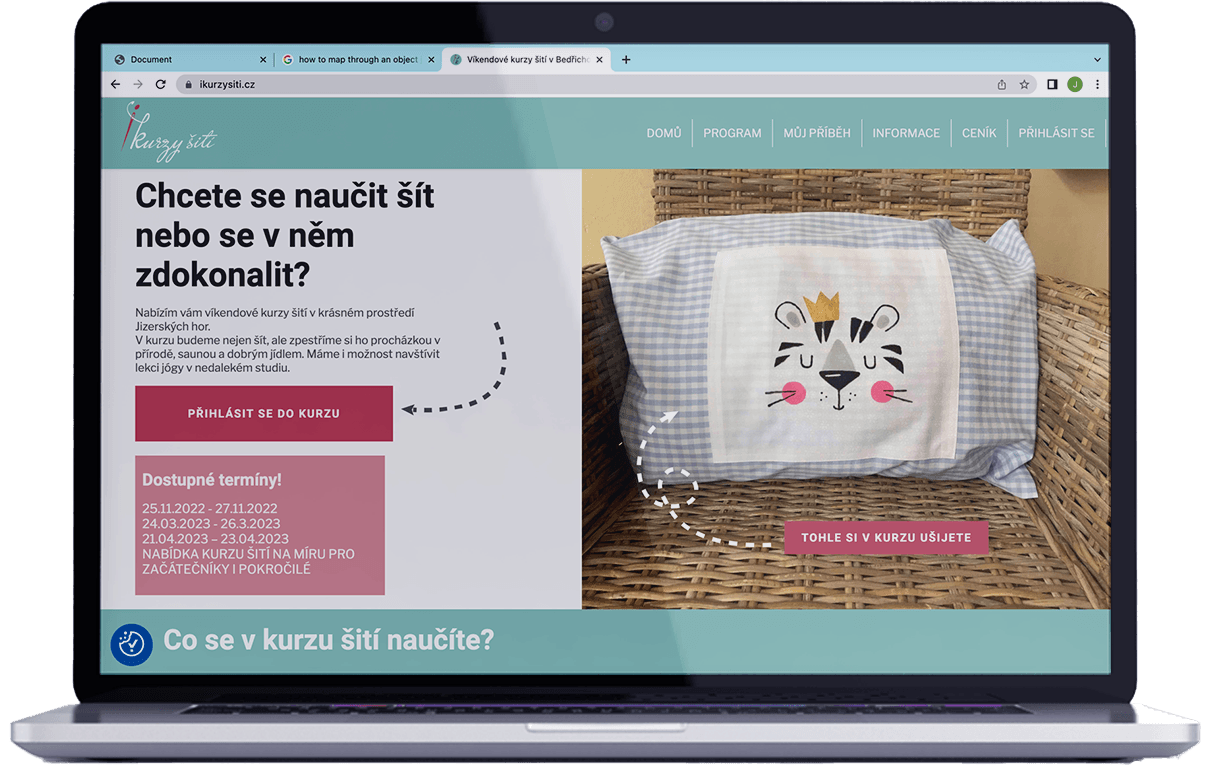 Document
how to map through an object
Víkendové kurzy šití v Bedřicho
ikurzysiti.cz
J
ikurzy šití
DOMŮ
PROGRAM
MŮJ PŘÍBĚH
INFORMACE
CENÍK
PŘIHLÁSIT SE
Chcete se naučit šít
nebo se v něm
zdokonalit?
Nabízím vám víkendové kurzy šití v krásném prostředí
Jizerských hor.
V kurzu budeme nejen šít, ale zpestříme si ho procházkou v
přírodě, saunou a dobrým jídlem. Máme i možnost navštívit
lekci jógy v nedalekém studiu.
PŘIHLÁSIT SE DO KURZU
Dostupné termíny!
25.11.2022 - 27.11.2022
24.03.2023 - 26.3.2023
21.04.2023 – 23.04.2023
NABÍDKA KURZU ŠITÍ NA MÍRU PRO
ZAČÁTEČNÍKY I POKROČILÉ
TOHLE SI V KURZU UŠIJETE
Co se v kurzu šití naučíte?